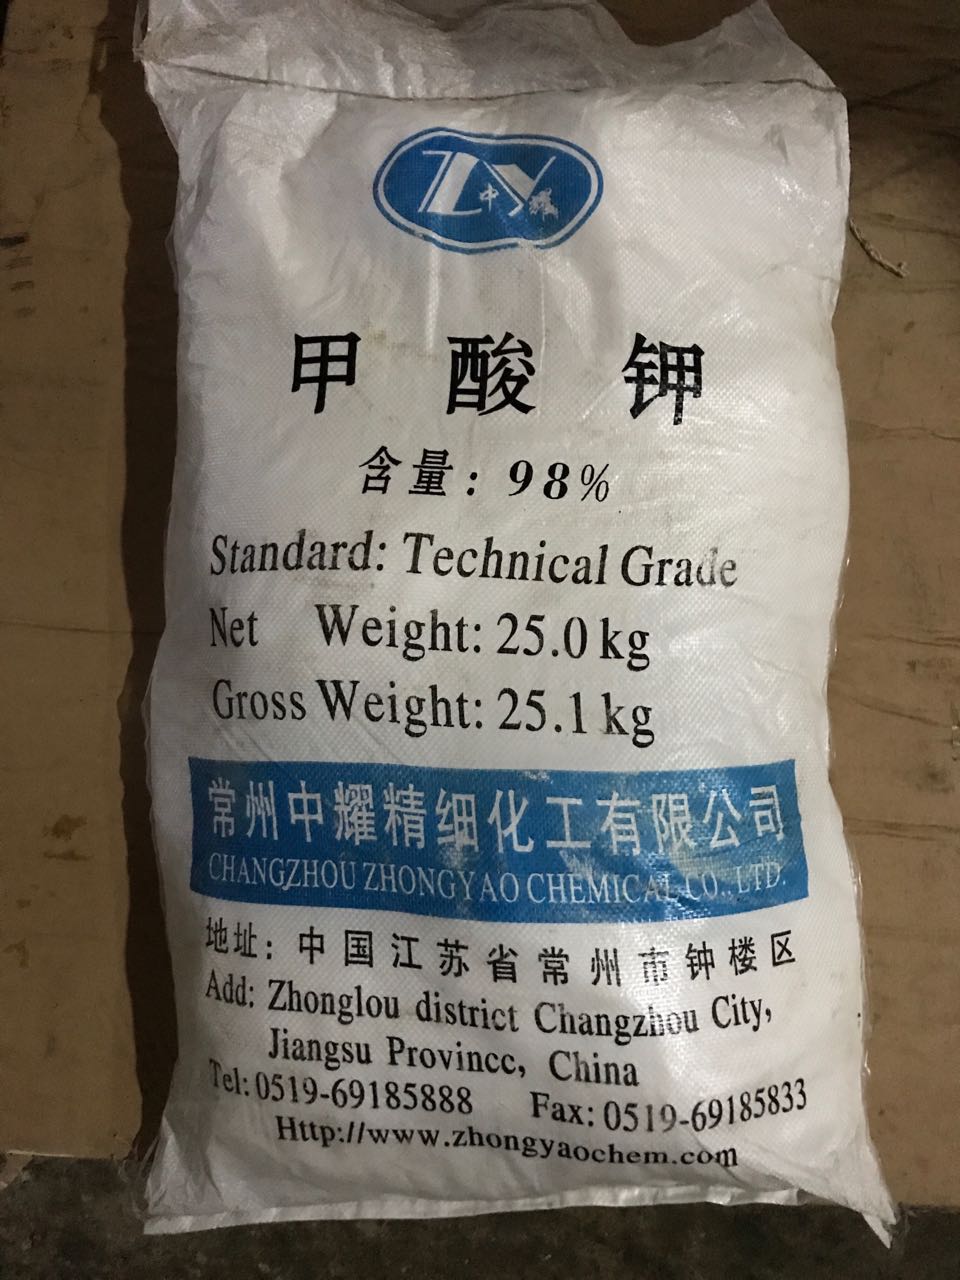 ZY
中耀
甲酸钾
含量：98%
Standard: Technical Grade
Net Weight: 25.0 kg
Gross Weight: 25.1 kg
常州中耀精细化工有限公司
CHANGZHOU ZHONGYAO CHEMICAL CO., LTD.
地址：中国江苏省常州市钟楼区
Add: Zhonglou district Changzhou City,
Jiangsu Provincc, China
Tel: 0519-69185888 Fax: 0519-69185833
Http://www.zhongyaochem.com